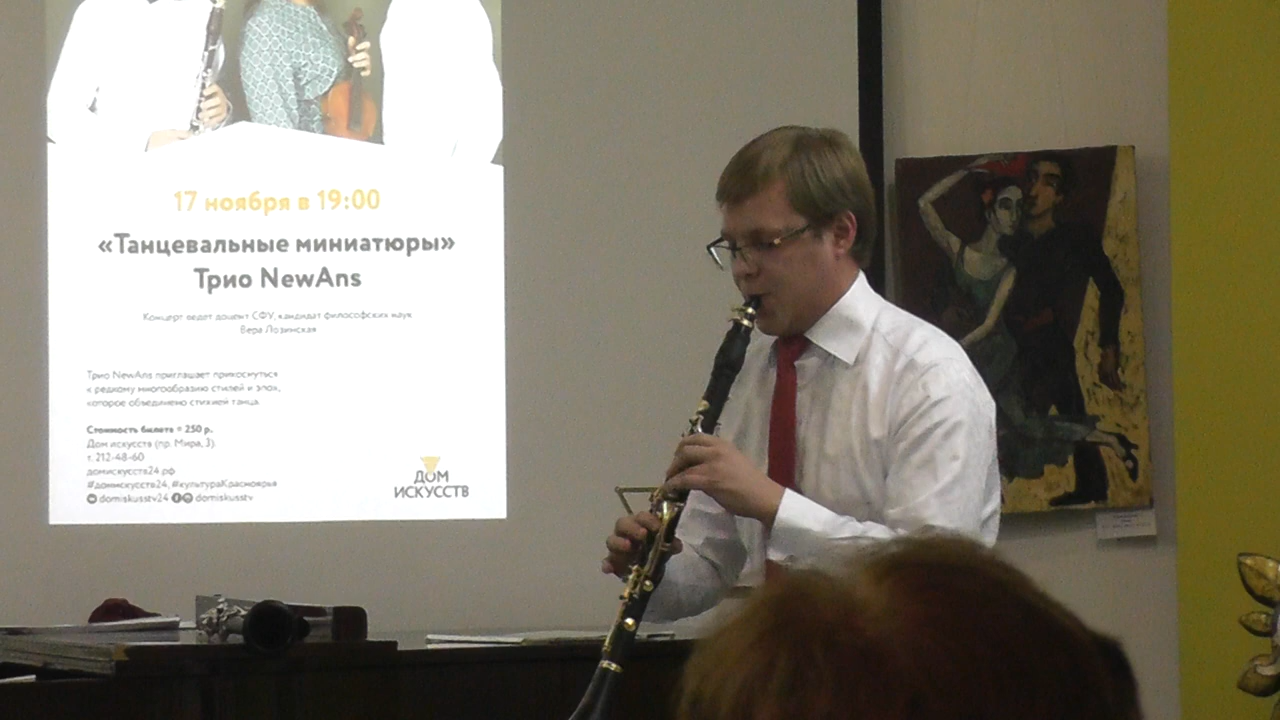 17 ноября в 19:00
«Танцевальные миниатюры»
Трио NewAns
Концерт ведет доцент СФУ, кандидат философских наук
Вера Лозинская
Трио NewAns приглашает прикоснуться
к редкому многообразию стилей и эпох,
которое объединено стихией танца.
Стоимость билета = 250 р.
Дом искусств (пр. Мира, 3).
т. 212-48-60
домискусств24.рф
#домискусств24, #культураКрасноярья
domiskusstv24 domiskusstv
ДОМ
ИСКУССТВ